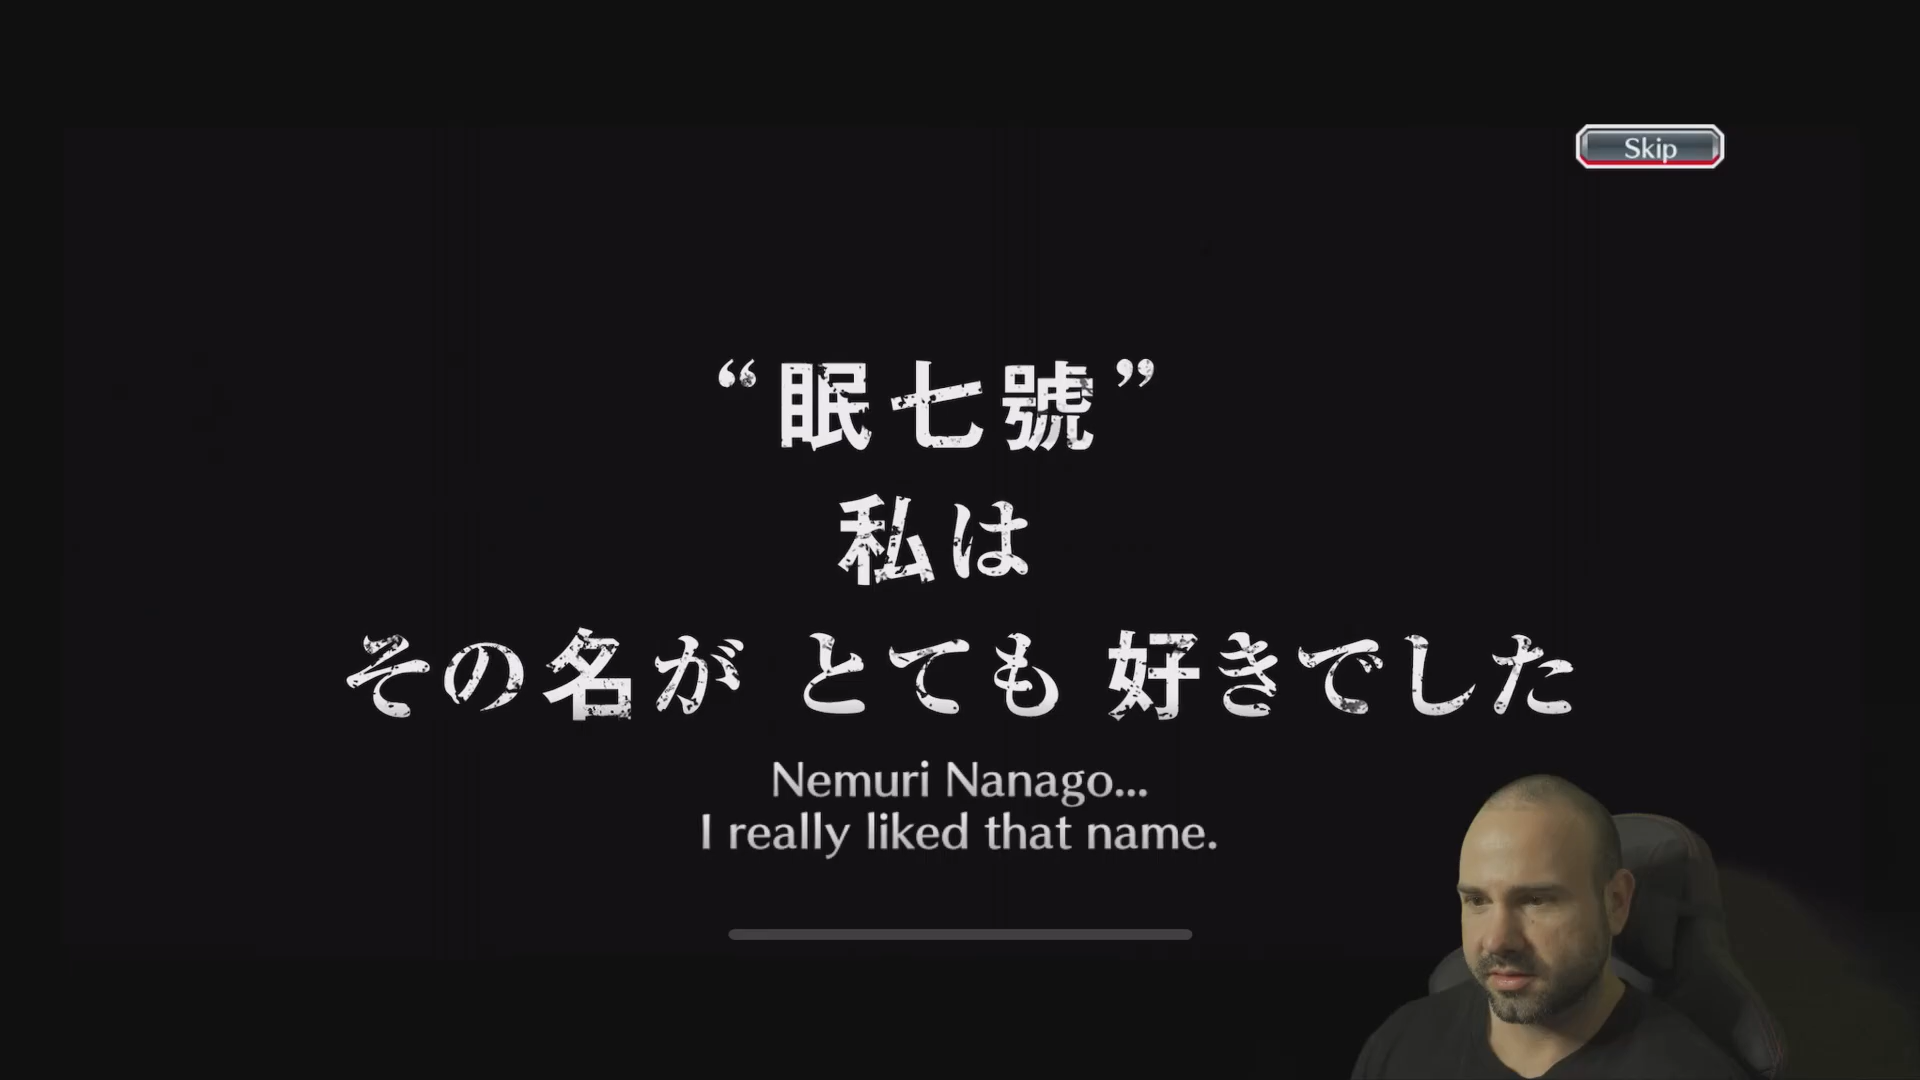 Skip
“眠七號”
私は
その名が とても 好きでした
Nemuri Nanago...
I really liked that name.